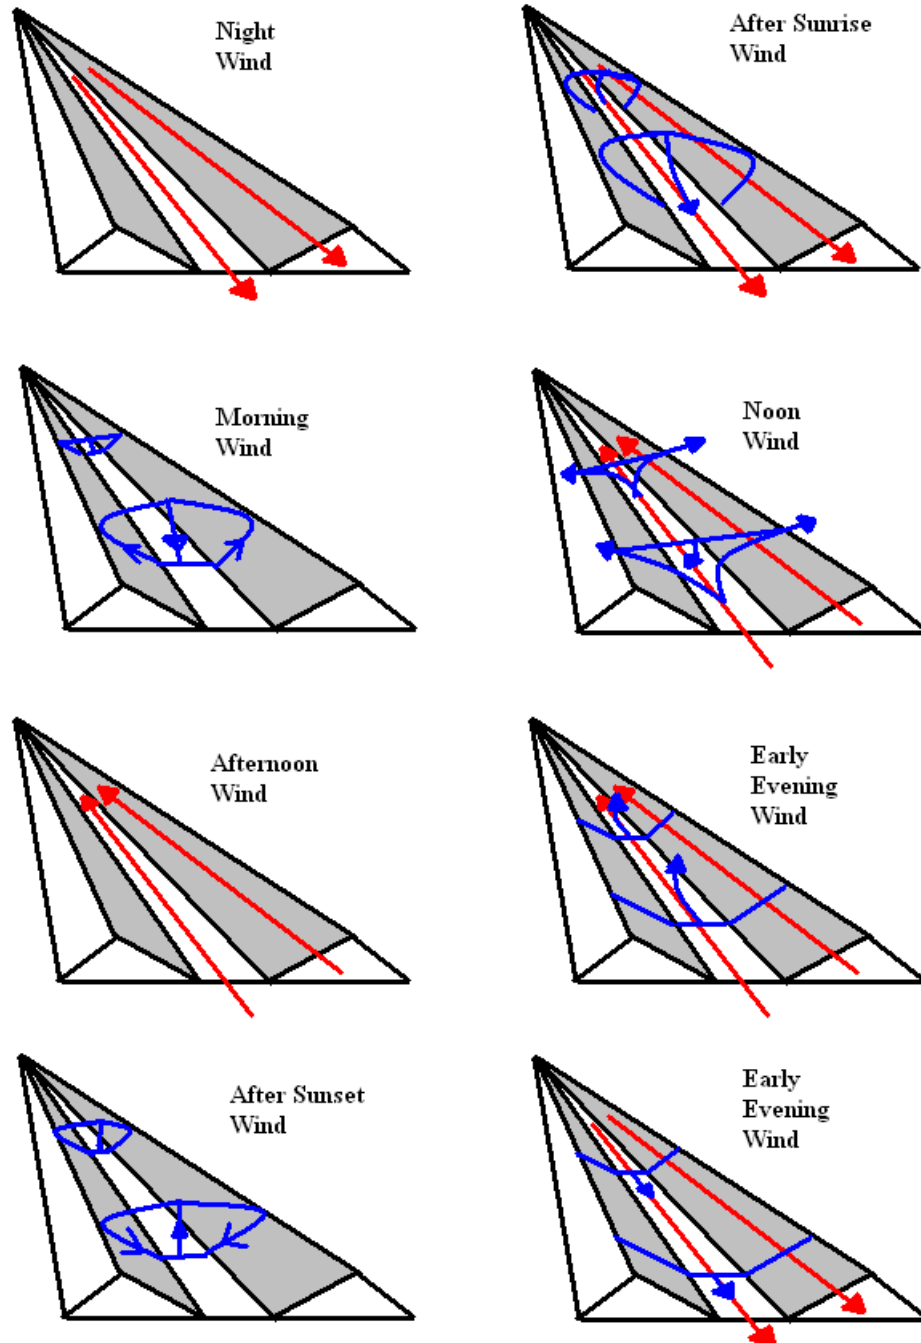 Night
Wind
After Sunrise
Wind
Morning
Wind
Noon
Wind
Afternoon
Wind
Early
Evening
Wind
After Sunset
Wind
Early
Evening
Wind